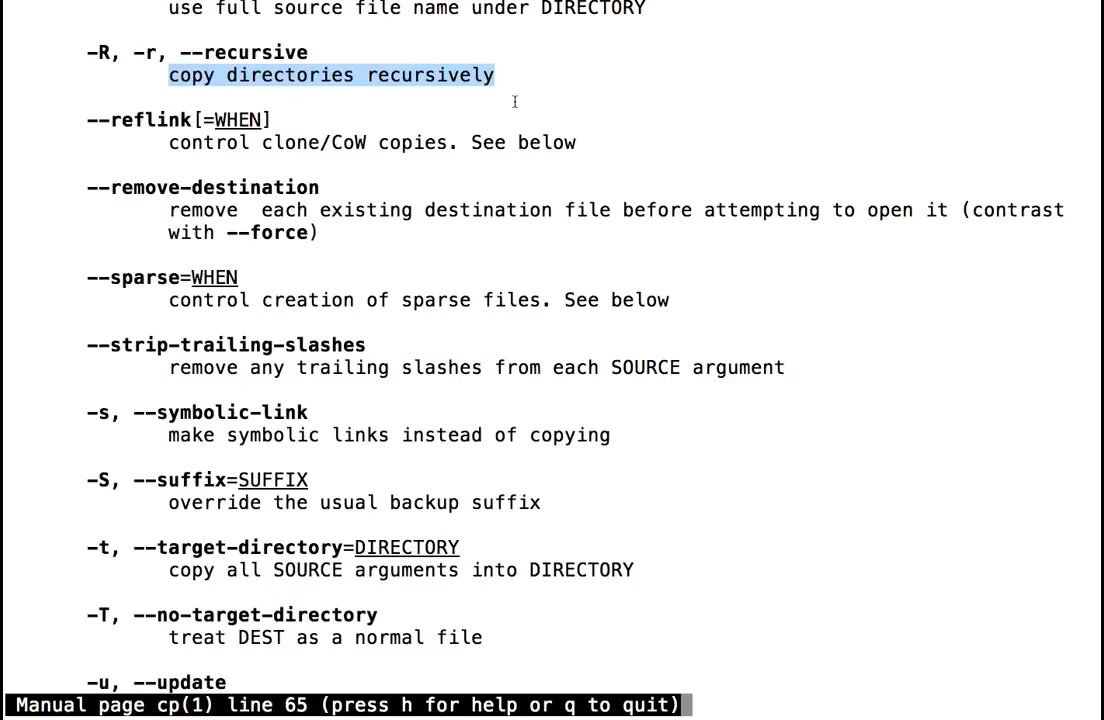 use full source file name under DIRECTORY
-R, -r, --recursive
copy directories recursively
--reflink[=WHEN]
control clone/CoW copies. See below
--remove-destination
remove  each existing destination file before attempting to open it (contrast
with --force)
--sparse=WHEN
control creation of sparse files. See below
--strip-trailing-slashes
remove any trailing slashes from each SOURCE argument
-s, --symbolic-link
make symbolic links instead of copying
-S, --suffix=SUFFIX
override the usual backup suffix
-t, --target-directory=DIRECTORY
copy all SOURCE arguments into DIRECTORY
-T, --no-target-directory
treat DEST as a normal file
-u, --update
Manual page cp(1) line 65 (press h for help or q to quit)